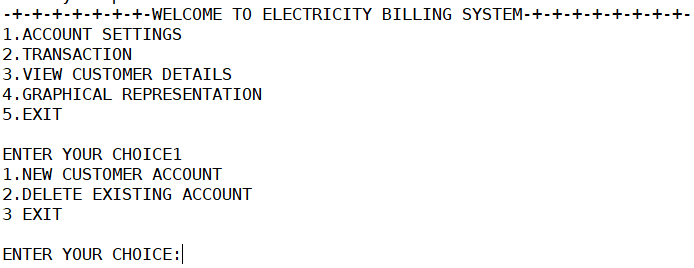 -+-+-+-+-+-+-+-WELCOME TO ELECTRICITY BILLING SYSTEM-+-+-+-+-+-+-+-+-
1.ACCOUNT SETTINGS
2.TRANSACTION
3.VIEW CUSTOMER DETAILS
4.GRAPHICAL REPRESENTATION
5.EXIT
ENTER YOUR CHOICE1
1.NEW CUSTOMER ACCOUNT
2.DELETE EXISTING ACCOUNT
3 EXIT
ENTER YOUR CHOICE: